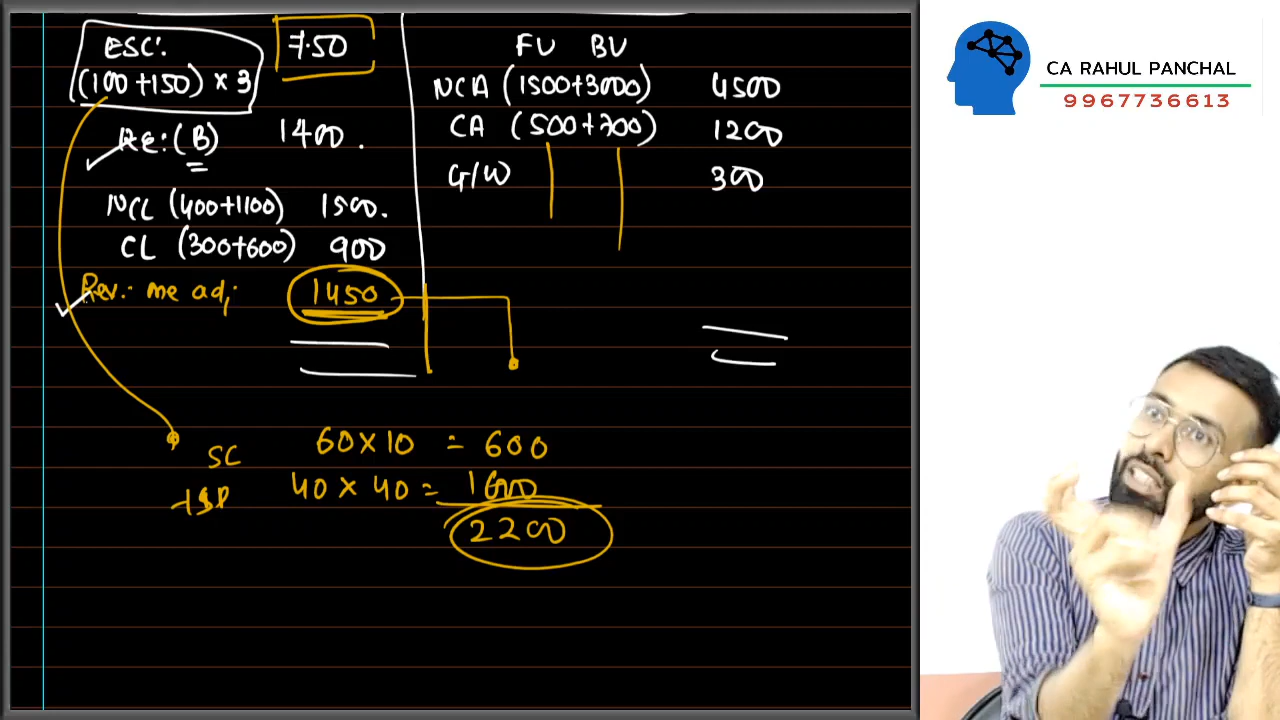 ESC:
(100+150) × 3
7.50
RE: (B)
1400.
NCL (400+1100)
1500.
CL (300+600)
900
Rev:- me adj
1450
FV BV
NCA (1500+3000)
4500
CA (500+700)
1200
G/W
300
SC 60×10 = 600
40 × 40 = 1600
2200
CA RAHUL PANCHAL
9967736613